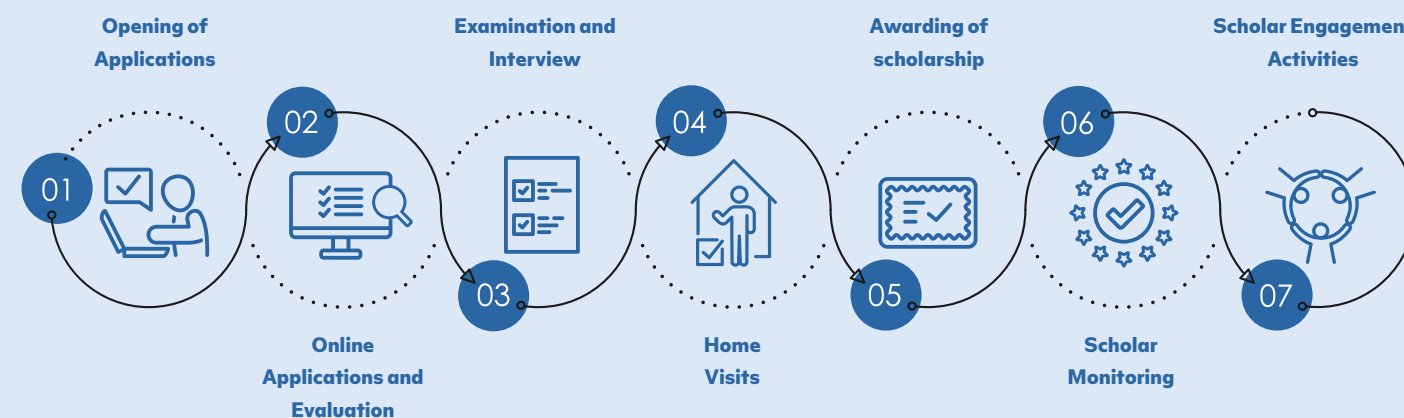 Opening of
Applications
01
02
Online
Applications and
Evaluation
Examination and
Interview
03
04
Home
Visits
Awarding of
scholarship
05
06
Scholar
Monitoring
Scholar Engagemen
Activities
07